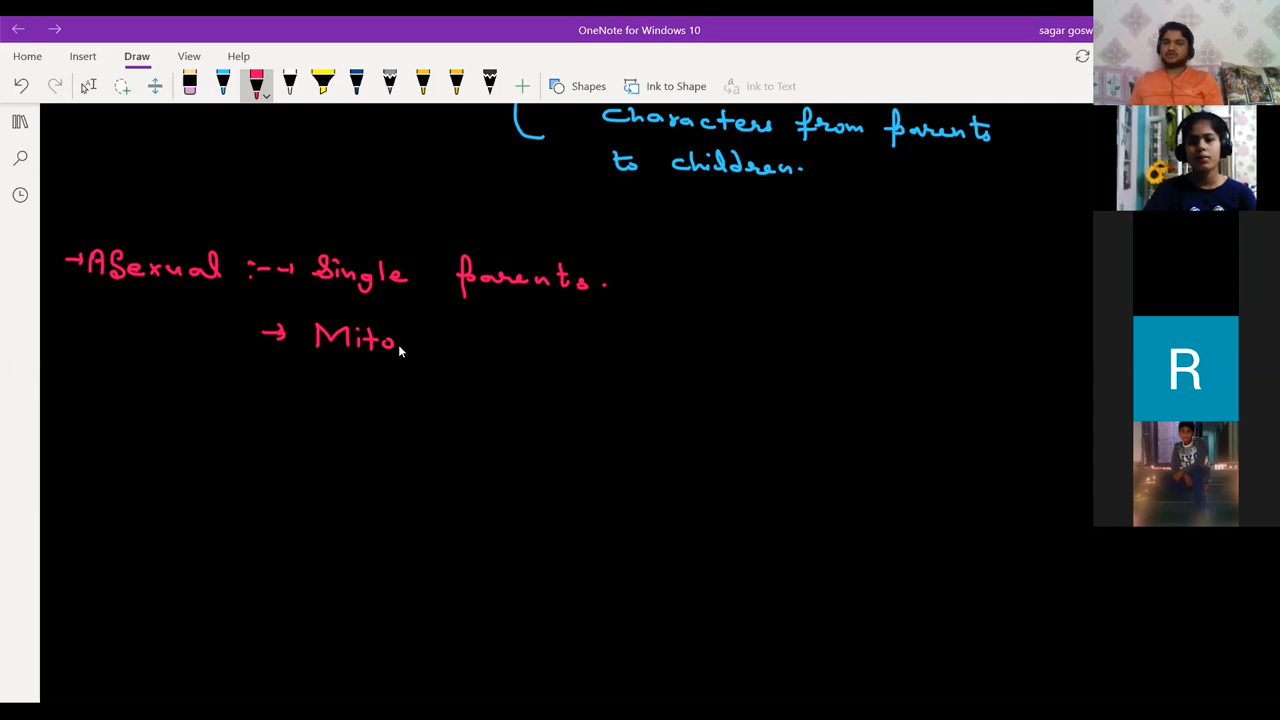 OneNote for Windows 10
sagar gosw
Home Insert Draw View Help
Shapes Ink to Shape Ink to Text
Characters from parents
to children.
→ASexual :-→ Single parents.
→ Mito
R